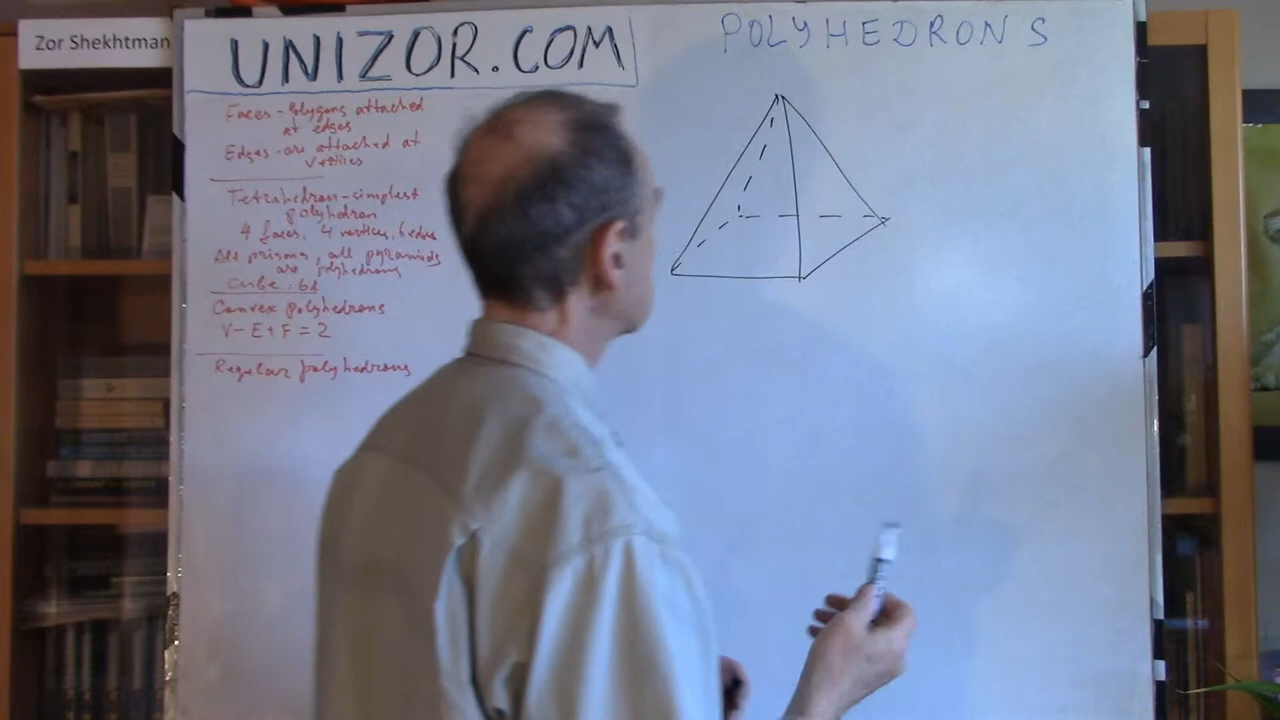 Zor Shekhtman
UNIZOR.COM
POLYHEDRONS
Faces - Polygons attached
at edges
Edges - are attached at
vertices
Tetrahedron - simplest
polyhedron
4 faces, 4 vertices, 6 edges
All prisms, all pyramids
are polyhedrons
Cube:
Convex polyhedrons
V - E + F = 2
Regular polyhedrons